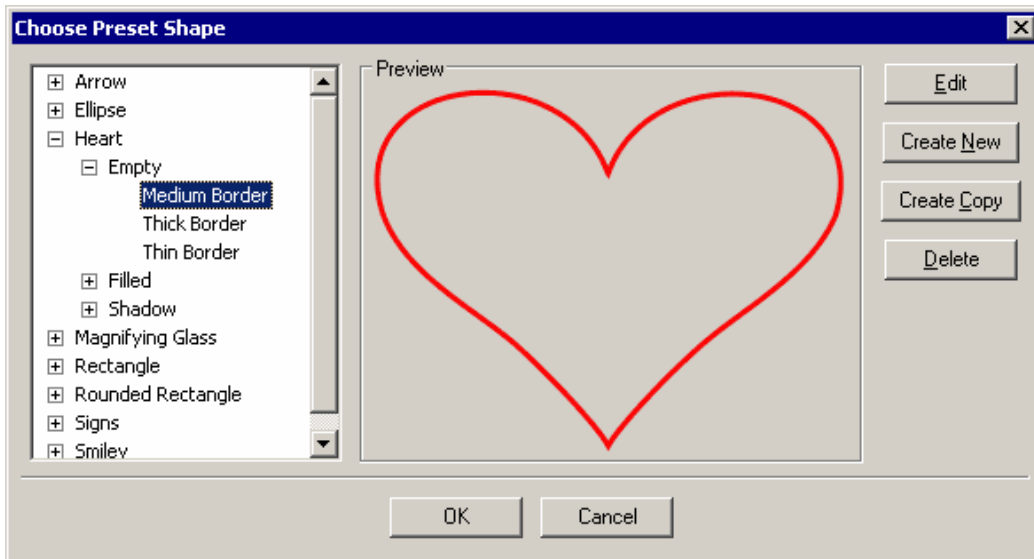 Choose Preset Shape
Arrow
Ellipse
Heart
Empty
Medium Border
Thick Border
Thin Border
Filled
Shadow
Magnifying Glass
Rectangle
Rounded Rectangle
Signs
Smiley
Preview
Edit
Create New
Create Copy
Delete
OK
Cancel